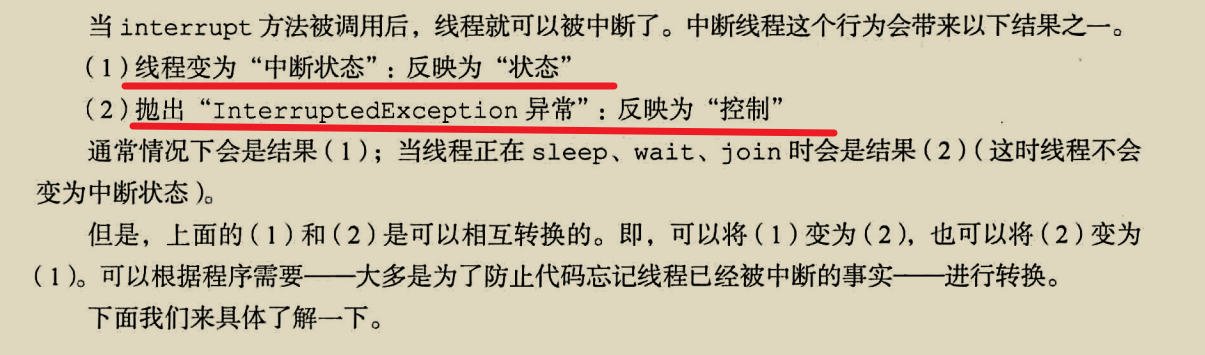 当 interrupt 方法被调用后，线程就可以被中断了。中断线程这个行为会带来以下结果之一。
(1)线程变为“中断状态”：反映为“状态”
(2)抛出“InterruptedException 异常”：反映为“控制”
通常情况下会是结果(1)；当线程正在 sleep、wait、join 时会是结果(2)(这时线程不会
变为中断状态)。
但是，上面的(1)和(2)是可以相互转换的。即，可以将(1)变为(2)，也可以将(2)变为
(1)。可以根据程序需要——大多是为了防止代码忘记线程已经被中断的事实——进行转换。
下面我们来具体了解一下。